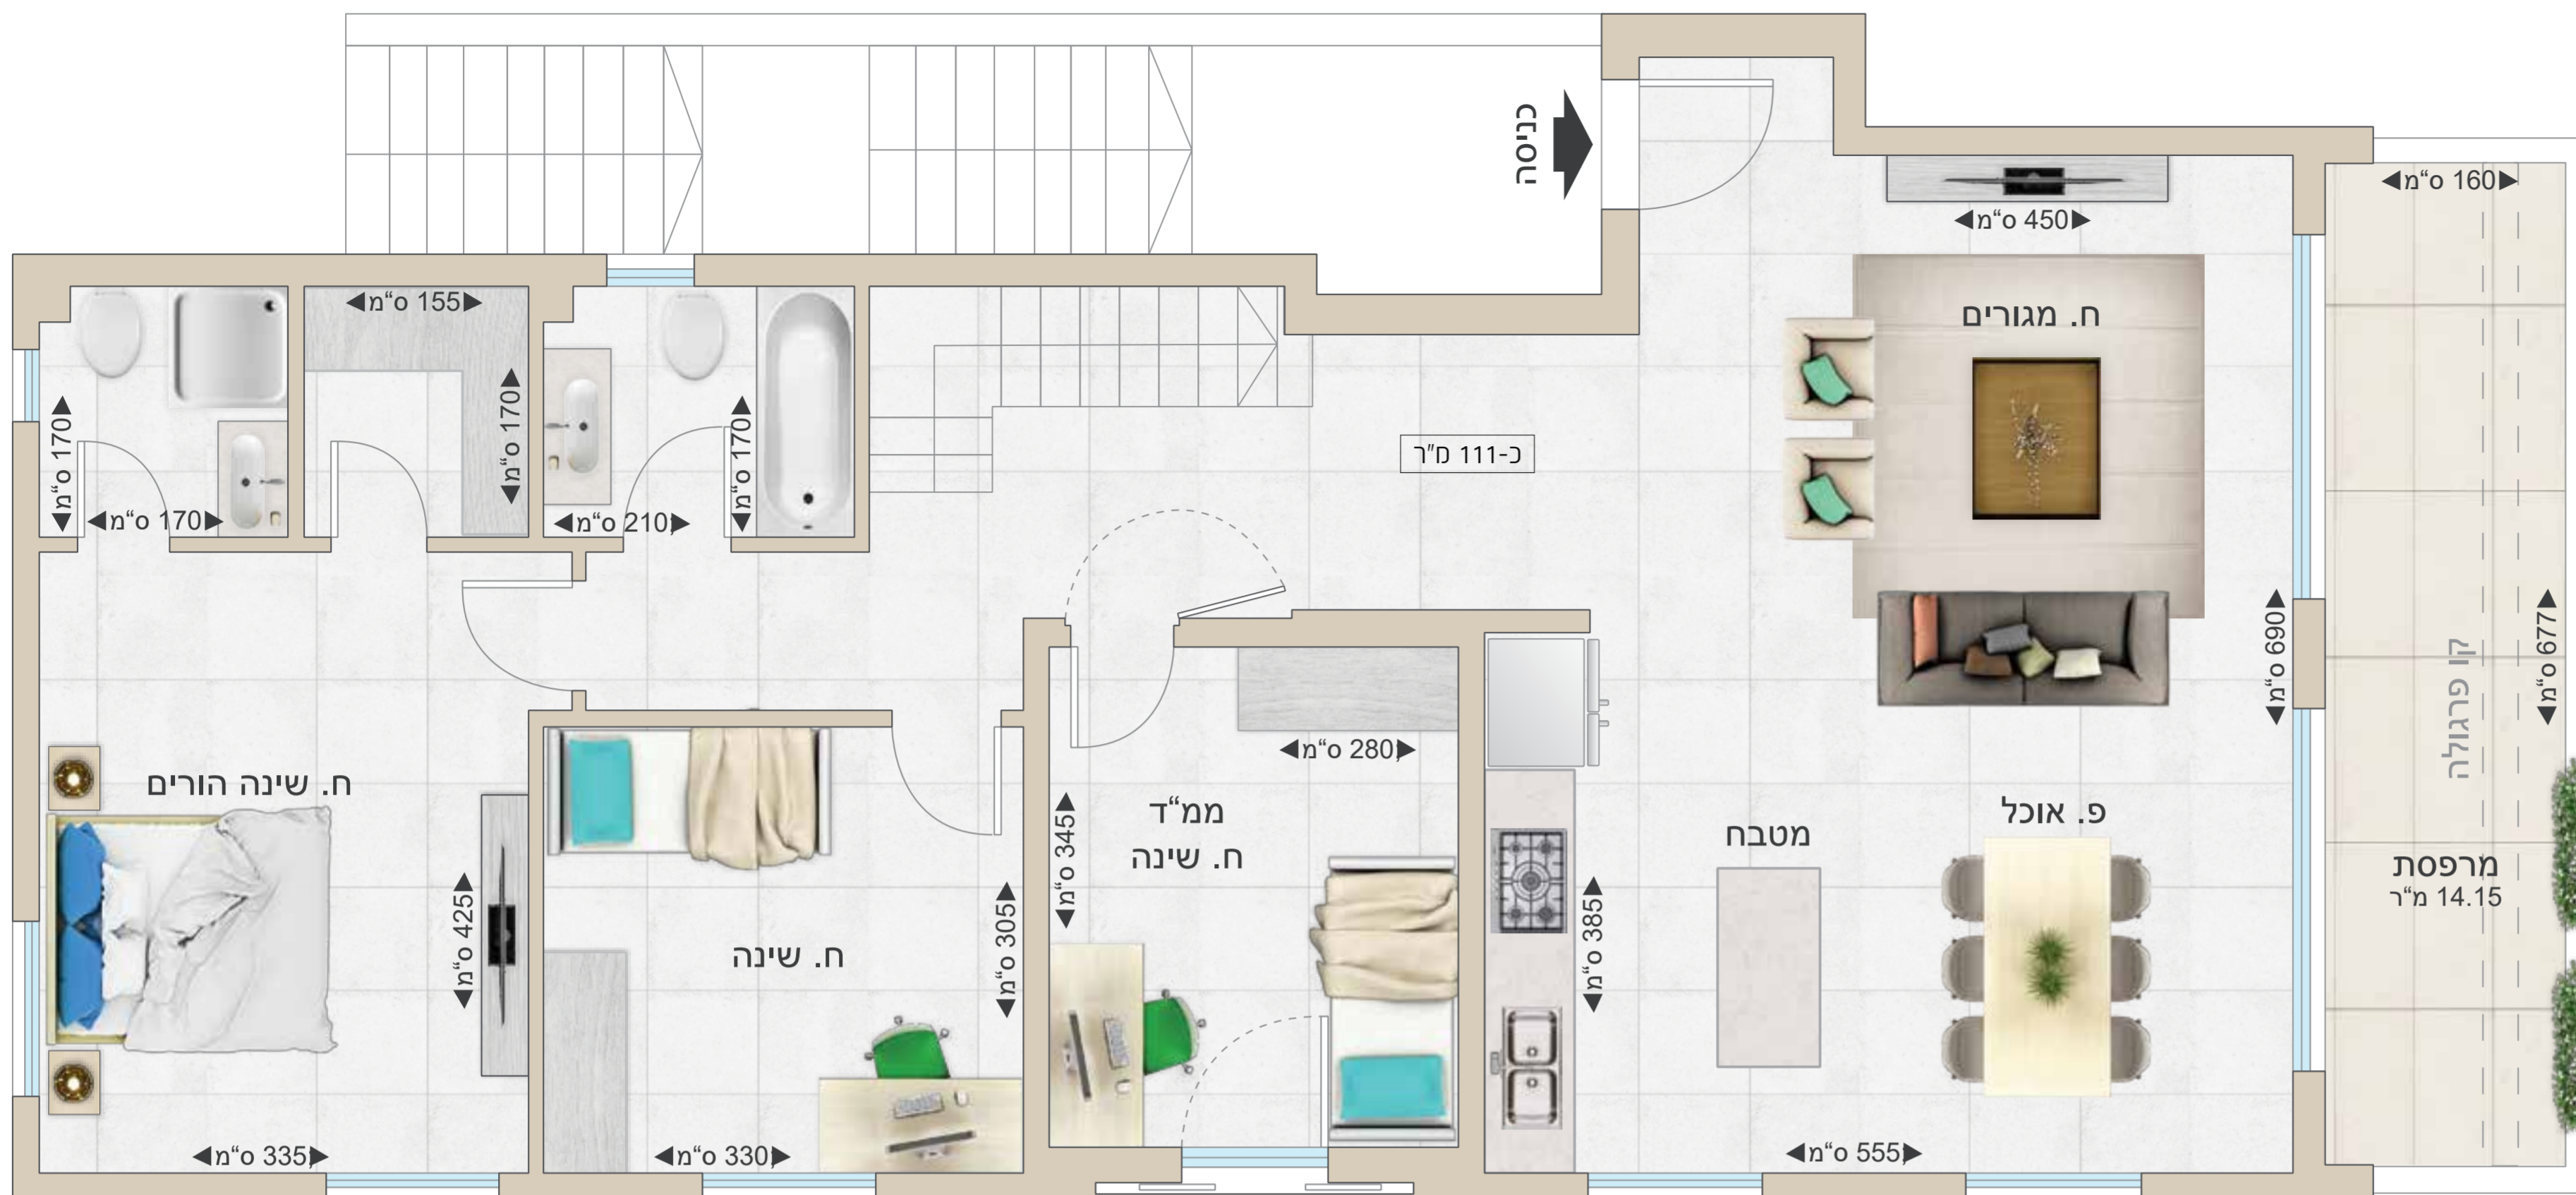 כניסה
160 ס"מ
450 ס"מ
ח. מגורים
155 ס"מ
170 ס"מ
170 ס"מ
170 ס"מ
170 ס"מ
210 ס"מ
כ-111 מ"ר
690 ס"מ
677 ס"מ
קו פרגולה
280 ס"מ
ח. שינה הורים
ממ"ד
ח. שינה
345 ס"מ
מטבח
פ. אוכל
מרפסת
14.15 מ"ר
425 ס"מ
ח. שינה
305 ס"מ
385 ס"מ
335 ס"מ
330 ס"מ
555 ס"מ